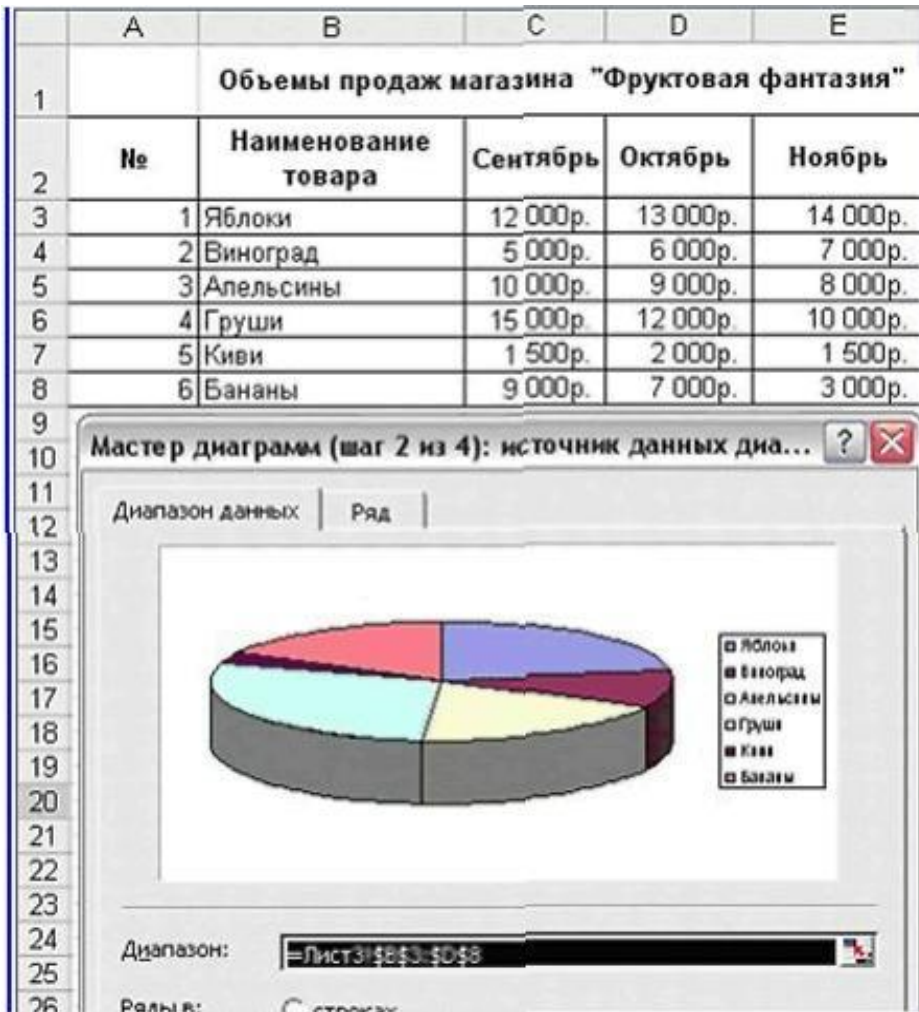 A B C D E
1 Объемы продаж магазина "Фруктовая фантазия"
2 № Наименование товара Сентябрь Октябрь Ноябрь
3 1 Яблоки 12 000р. 13 000р. 14 000р.
4 2 Виноград 5 000р. 6 000р. 7 000р.
5 3 Апельсины 10 000р. 9 000р. 8 000р.
6 4 Груши 15 000р. 12 000р. 10 000р.
7 5 Киви 1 500р. 2 000р. 1 500р.
8 6 Бананы 9 000р. 7 000р. 3 000р.
9
10 Мастер диаграмм (шаг 2 из 4): источник данных диа... ?
11
12 Диапазон данных Ряд
13
14
15 Яблоки
16 Виноград
17 Апельсины
18 Груши
19 Киви
20 Бананы
21
22
23
24 Диапазон: =Лист3!$B$3:$D$8
25
26 Ряды в: строках